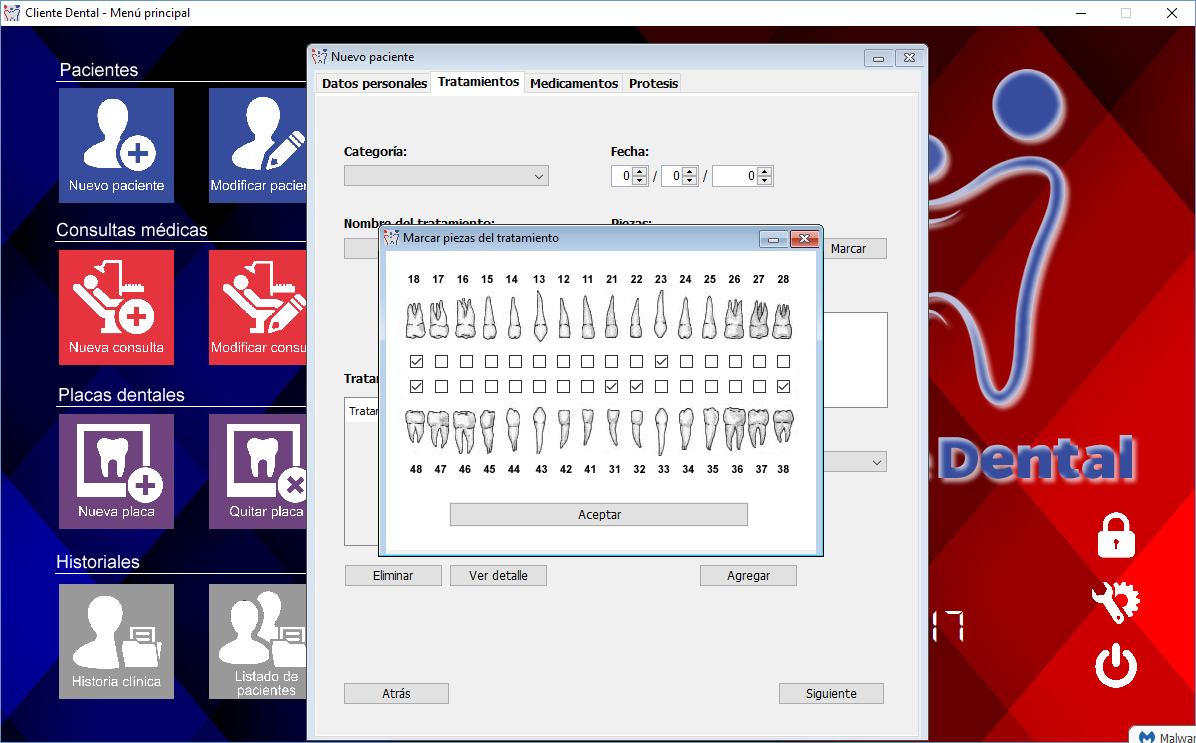 Cliente Dental - Menú principal
Pacientes
Nuevo paciente
Modificar pacien
Consultas médicas
Nueva consulta
Modificar consu
Placas dentales
Nueva placa
Quitar placa
Historiales
Historia clínica
Listado de
pacientes
Nuevo paciente
Datos personales Tratamientos Medicamentos Protesis
Categoría: Fecha:
0 / 0 / 0
Nombre del tratamiento: Piezas:
Marcar
Tratam
Tratar
Marcar piezas del tratamiento
18 17 16 15 14 13 12 11 21 22 23 24 25 26 27 28
48 47 46 45 44 43 42 41 31 32 33 34 35 36 37 38
Aceptar
Eliminar Ver detalle Agregar
Atrás Siguiente
Dental
17
Malwar